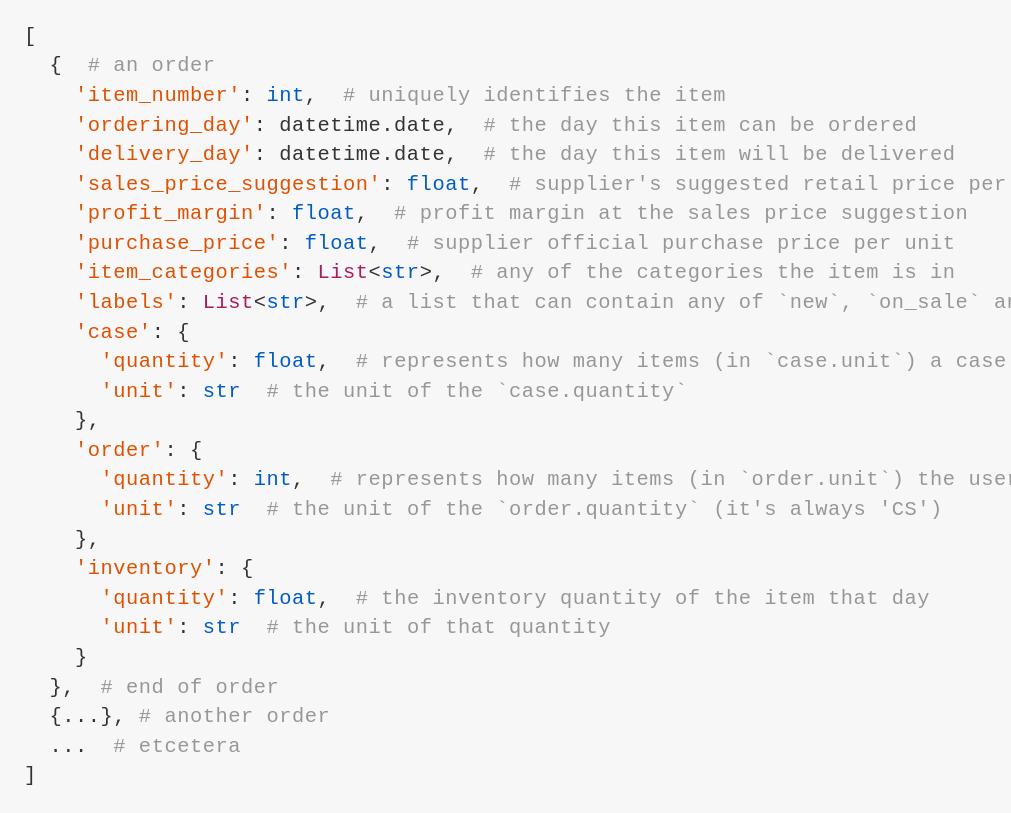 [
  {  # an order
    'item_number': int,  # uniquely identifies the item
    'ordering_day': datetime.date,  # the day this item can be ordered
    'delivery_day': datetime.date,  # the day this item will be delivered
    'sales_price_suggestion': float,  # supplier's suggested retail price per
    'profit_margin': float,  # profit margin at the sales price suggestion
    'purchase_price': float,  # supplier official purchase price per unit
    'item_categories': List<str>,  # any of the categories the item is in
    'labels': List<str>,  # a list that can contain any of `new`, `on_sale`
    'case': {
      'quantity': float,  # represents how many items (in `case.unit`) a case
      'unit': str  # the unit of the `case.quantity`
    },
    'order': {
      'quantity': int,  # represents how many items (in `order.unit`) the user
      'unit': str  # the unit of the `order.quantity` (it's always 'CS')
    },
    'inventory': {
      'quantity': float,  # the inventory quantity of the item that day
      'unit': str  # the unit of that quantity
    }
  },  # end of order
  {...}, # another order
  ...  # etcetera
]